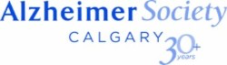 Alzheimer Society
CALGARY
30+
years